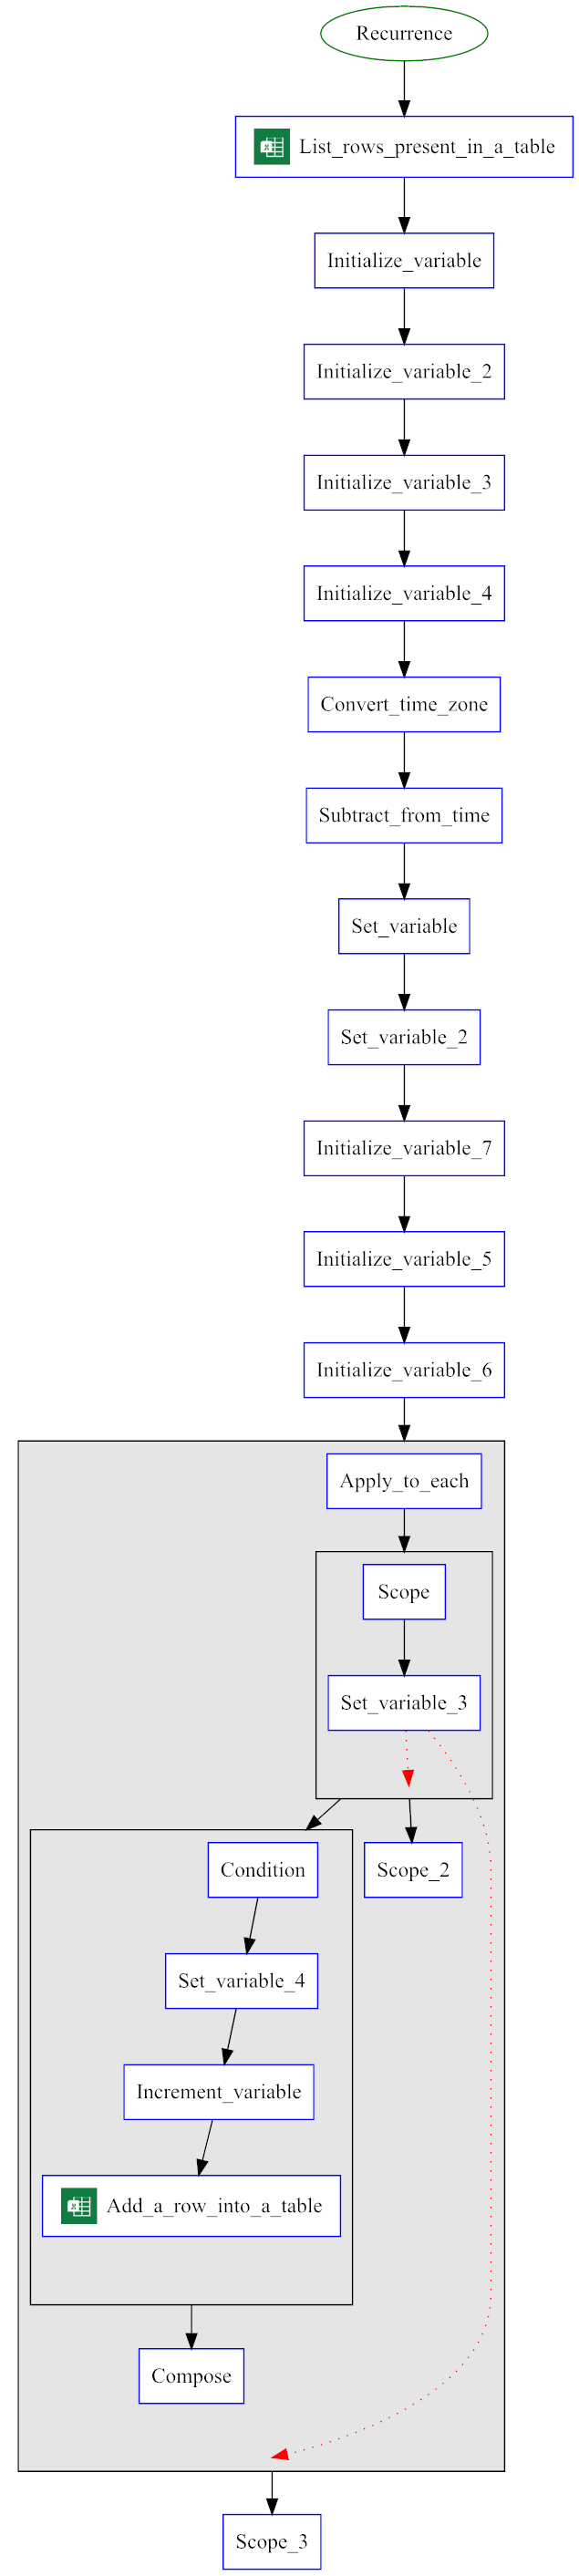 Recurrence
List_rows_present_in_a_table
Initialize_variable
Initialize_variable_2
Initialize_variable_3
Initialize_variable_4
Convert_time_zone
Subtract_from_time
Set_variable
Set_variable_2
Initialize_variable_7
Initialize_variable_5
Initialize_variable_6
Apply_to_each
Scope
Set_variable_3
Condition
Scope_2
Set_variable_4
Increment_variable
Add_a_row_into_a_table
Compose
Scope_3